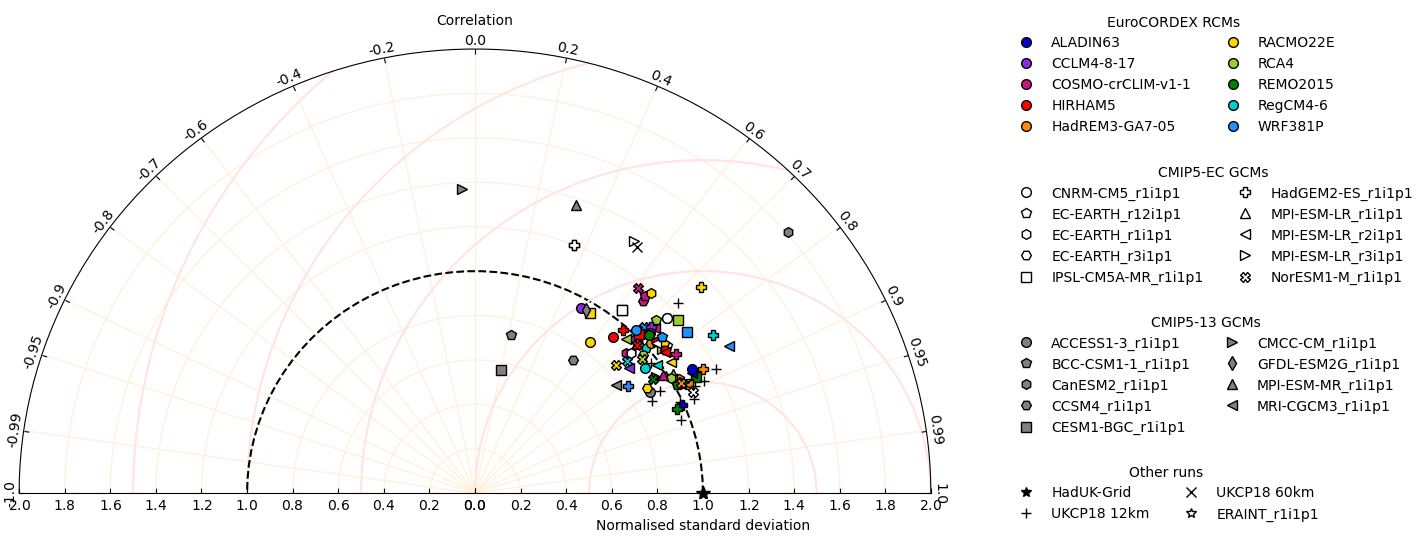 Correlation
-1.0
-0.99
-0.95
-0.9
-0.8
-0.7
-0.6
-0.4
-0.2
0.0
0.2
0.4
0.6
0.7
0.8
0.9
0.95
0.99
1.0
2.0 1.8 1.6 1.4 1.2 1.0 0.8 0.6 0.4 0.2 0.0 0.2 0.4 0.6 0.8 1.0 1.2 1.4 1.6 1.8 2.0
Normalised standard deviation
EuroCORDEX RCMs
ALADIN63
CCLM4-8-17
COSMO-crCLIM-v1-1
HIRHAM5
HadREM3-GA7-05
RACMO22E
RCA4
REMO2015
RegCM4-6
WRF381P
CMIP5-EC GCMs
CNRM-CM5_r1i1p1
EC-EARTH_r12i1p1
EC-EARTH_r1i1p1
EC-EARTH_r3i1p1
IPSL-CM5A-MR_r1i1p1
HadGEM2-ES_r1i1p1
MPI-ESM-LR_r1i1p1
MPI-ESM-LR_r2i1p1
MPI-ESM-LR_r3i1p1
NorESM1-M_r1i1p1
CMIP5-13 GCMs
ACCESS1-3_r1i1p1
BCC-CSM1-1_r1i1p1
CanESM2_r1i1p1
CCSM4_r1i1p1
CESM1-BGC_r1i1p1
CMCC-CM_r1i1p1
GFDL-ESM2G_r1i1p1
MPI-ESM-MR_r1i1p1
MRI-CGCM3_r1i1p1
Other runs
HadUK-Grid
UKCP18 12km
UKCP18 60km
ERAINT_r1i1p1